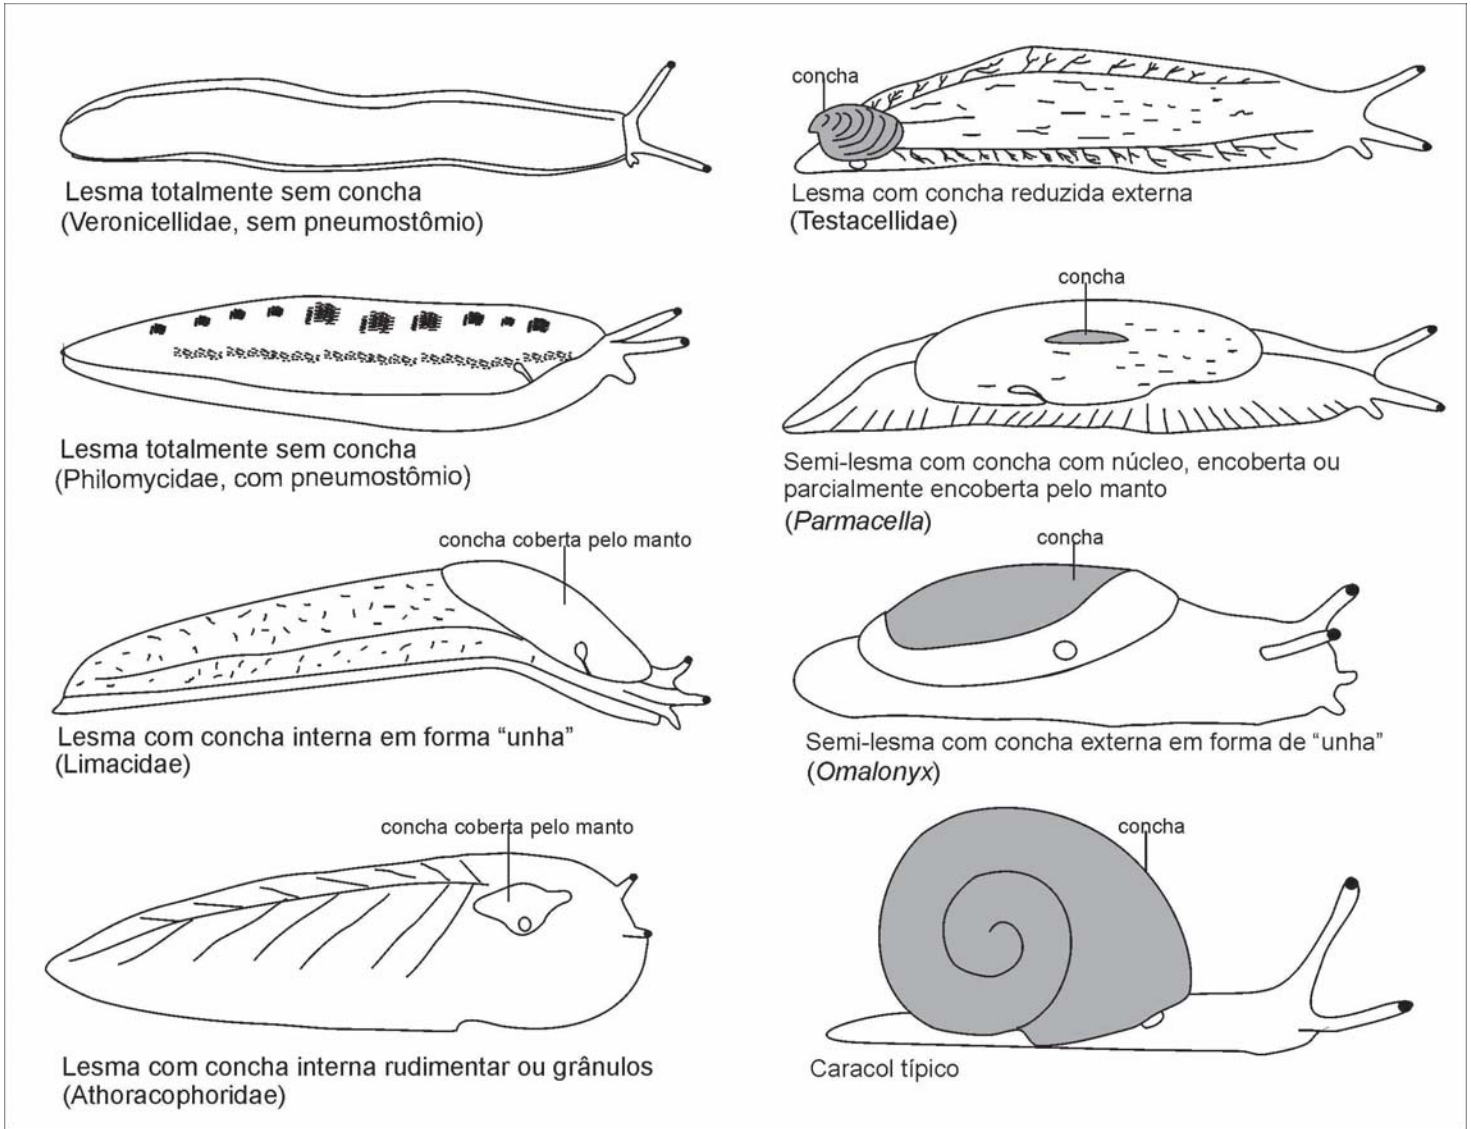 Lesma totalmente sem concha
(Veronicellidae, sem pneumostômio)
Lesma totalmente sem concha
(Philomycidae, com pneumostômio)
concha coberta pelo manto
Lesma com concha interna em forma “unha”
(Limacidae)
concha coberta pelo manto
Lesma com concha interna rudimentar ou grânulos
(Athoracophoridae)
concha
Lesma com concha reduzida externa
(Testacellidae)
concha
Semi-lesma com concha com núcleo, encoberta ou
parcialmente encoberta pelo manto
(Parmacella)
concha
Semi-lesma com concha externa em forma de “unha”
(Omalonyx)
concha
Caracol típico